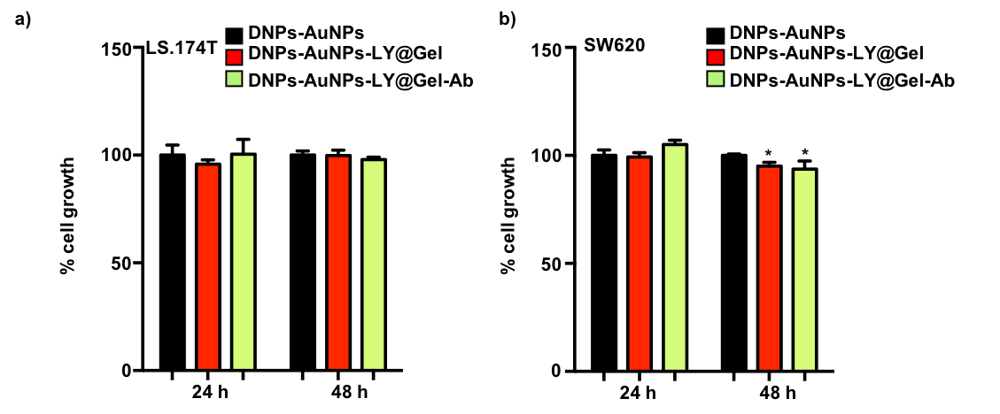 a)
LS.174T
DNPs-AuNPs
DNPs-AuNPs-LY@Gel
DNPs-AuNPs-LY@Gel-Ab
150
100
50
0
% cell growth
24 h
48 h
b)
SW620
DNPs-AuNPs
DNPs-AuNPs-LY@Gel
DNPs-AuNPs-LY@Gel-Ab
150
100
50
0
% cell growth
* *
24 h
48 h